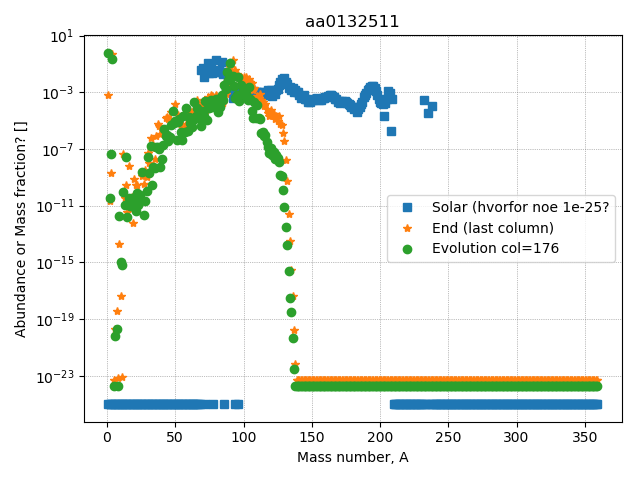 aa0132511
10^1
10^-3
10^-7
10^-11
10^-15
10^-19
10^-23
Abundance or Mass fraction? []
Solar (hvorfor noe 1e-25?
End (last column)
Evolution col=176
0 50 100 150 200 250 300 350
Mass number, A